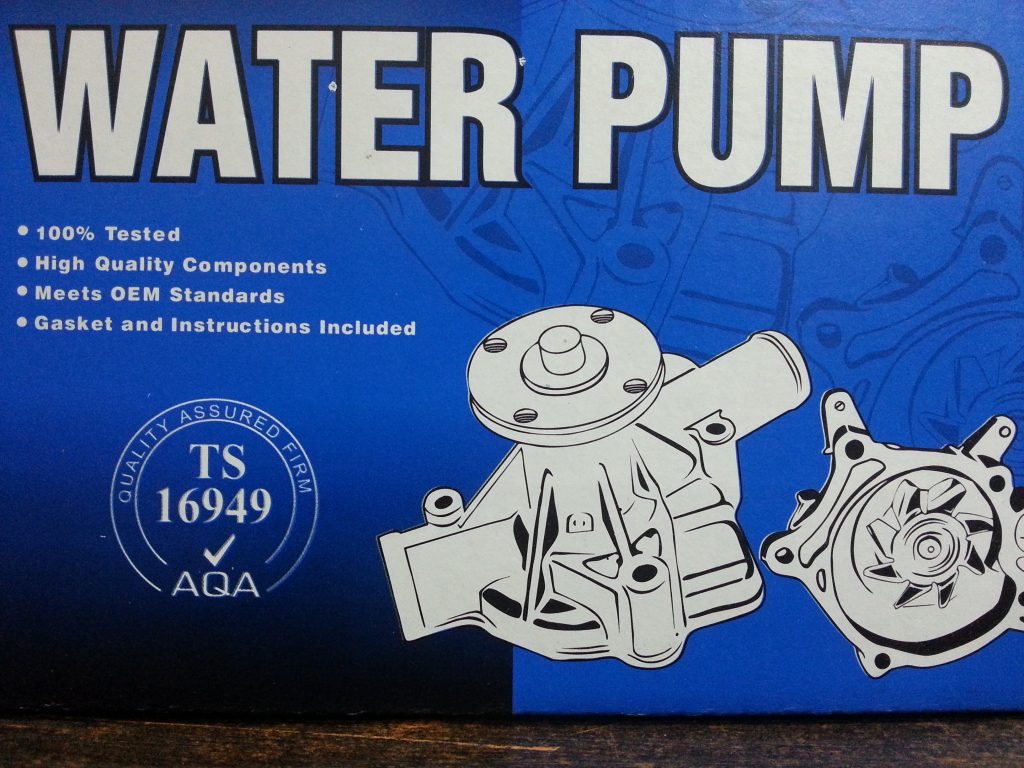 WATER PUMP
• 100% Tested
• High Quality Components
• Meets OEM Standards
• Gasket and Instructions Included
QUALITY ASSURED FIRM
TS
16949
AQA